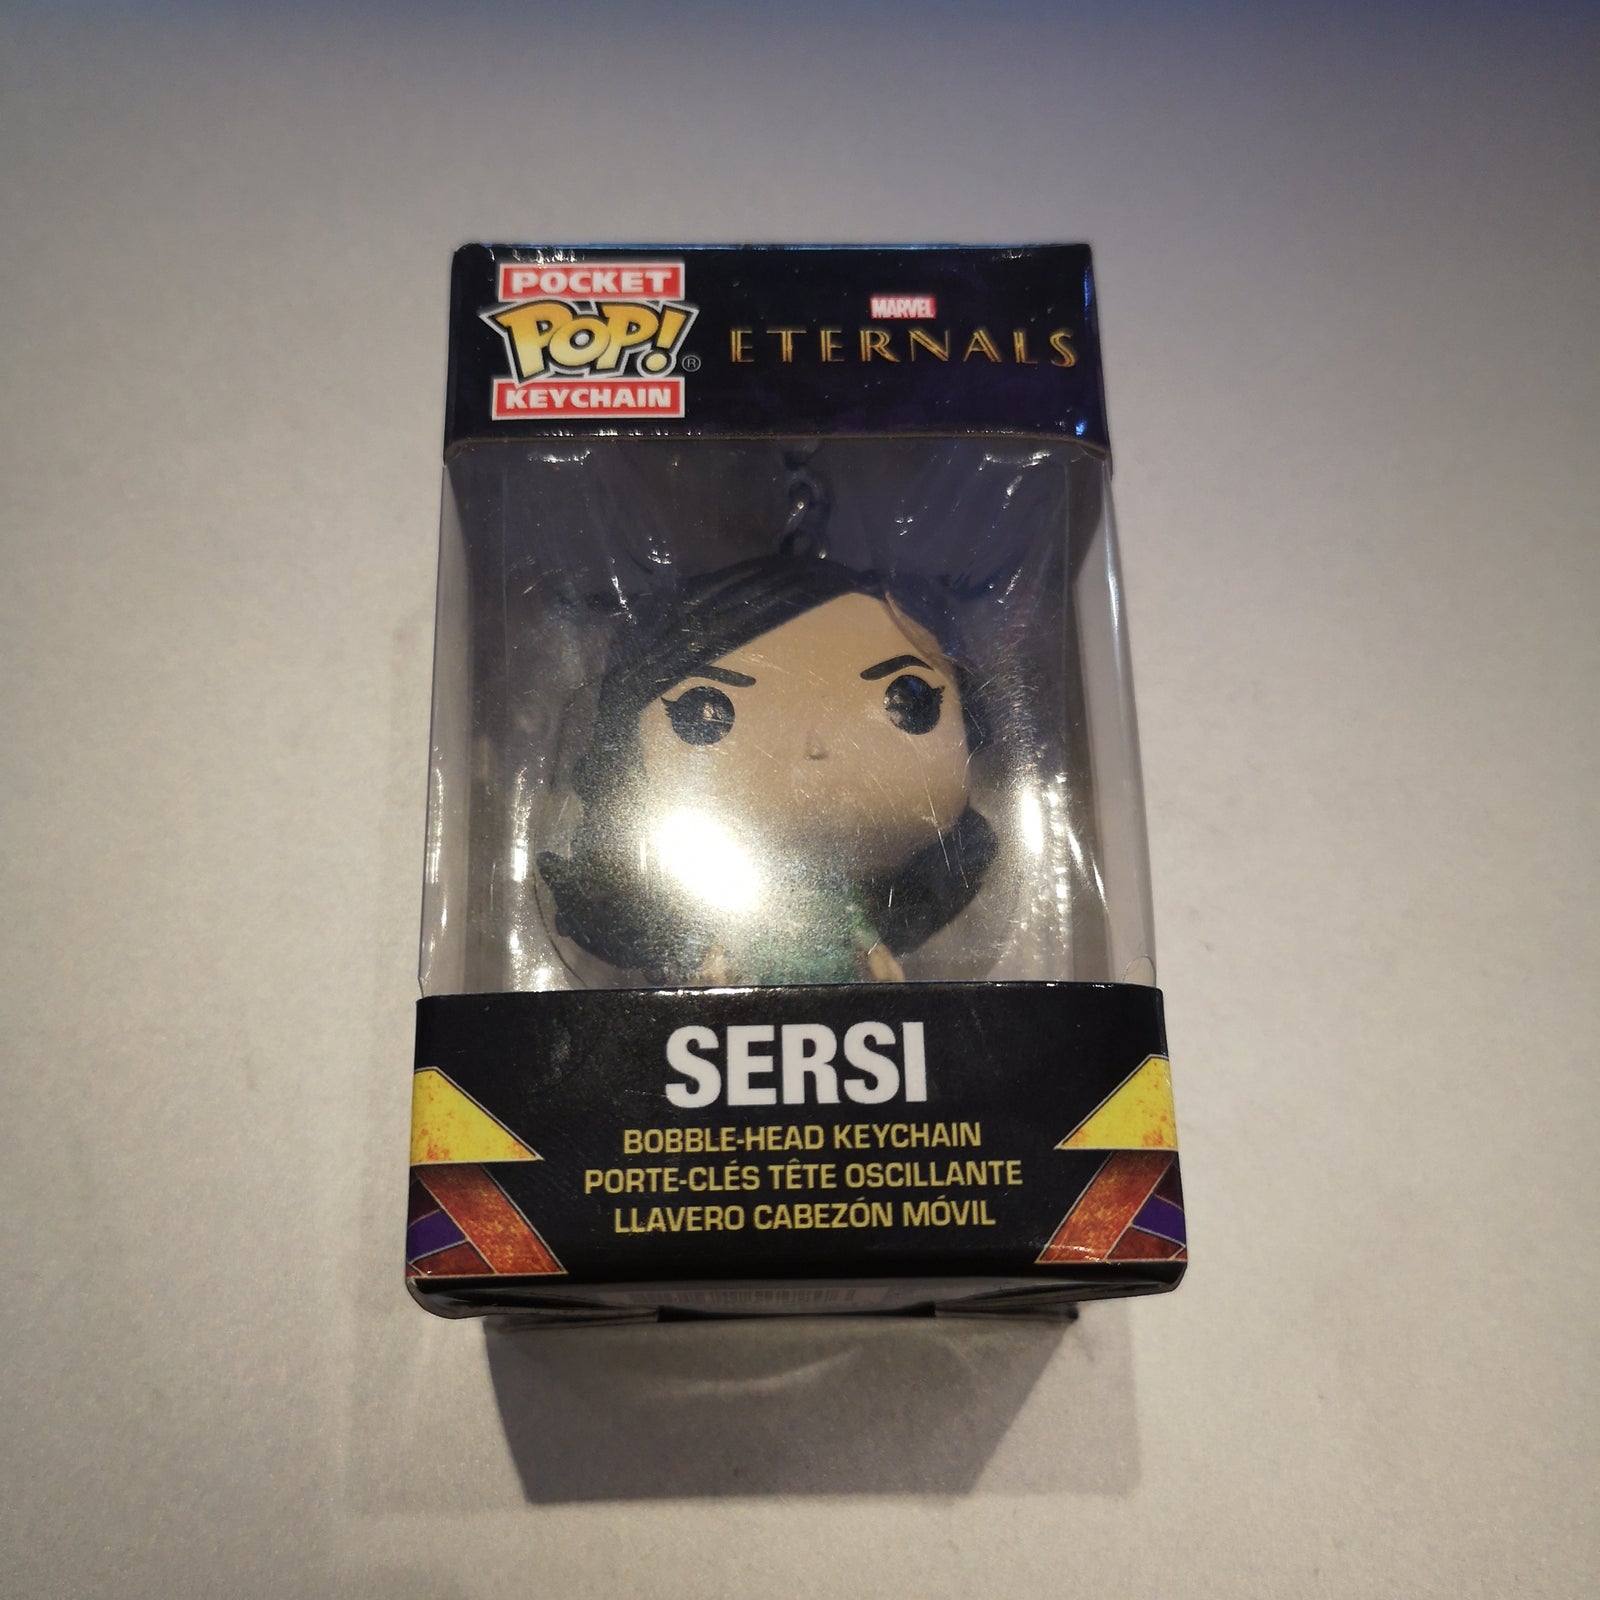 POCKET
POP!®
KEYCHAIN
MARVEL
ETERNALS
SERSI
BOBBLE-HEAD KEYCHAIN
PORTE-CLÉS TÊTE OSCILLANTE
LLAVERO CABEZÓN MÓVIL